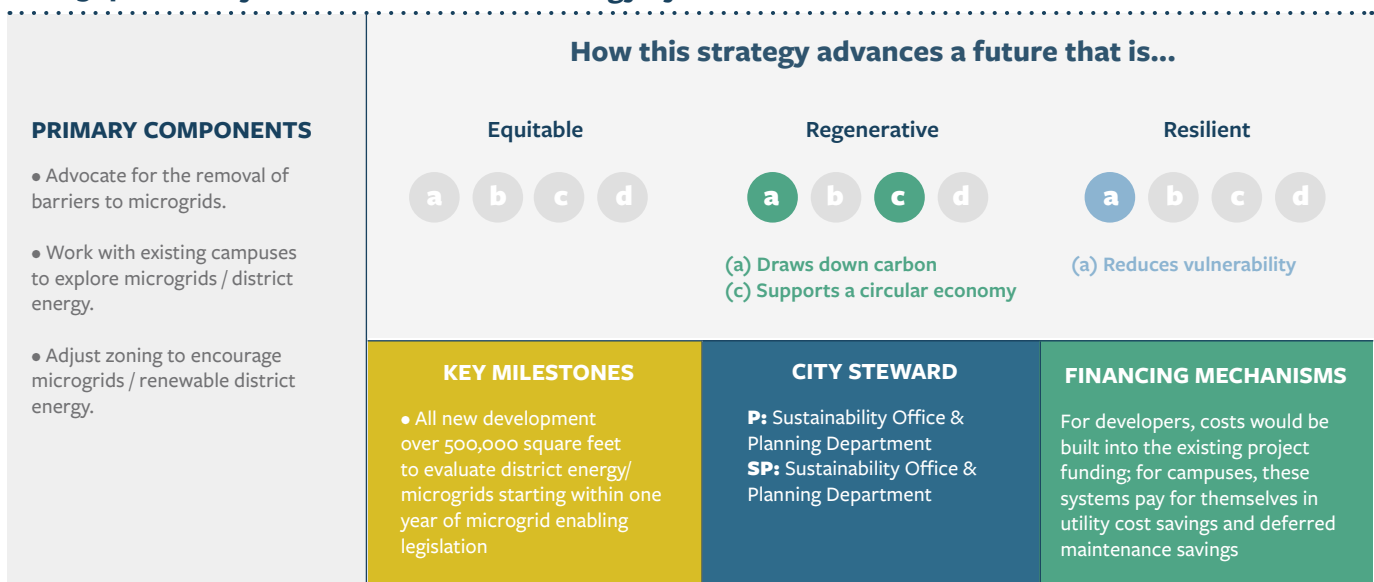 How this strategy advances a future that is...
PRIMARY COMPONENTS
• Advocate for the removal of
barriers to microgrids.
• Work with existing campuses
to explore microgrids / district
energy.
• Adjust zoning to encourage
microgrids / renewable district
energy.
Equitable
a b c d
Regenerative
a b c d
(a) Draws down carbon
(c) Supports a circular economy
Resilient
a b c d
(a) Reduces vulnerability
KEY MILESTONES
• All new development
over 500,000 square feet
to evaluate district energy/
microgrids starting within one
year of microgrid enabling
legislation
CITY STEWARD
P: Sustainability Office &
Planning Department
SP: Sustainability Office &
Planning Department
FINANCING MECHANISMS
For developers, costs would be
built into the existing project
funding; for campuses, these
systems pay for themselves in
utility cost savings and deferred
maintenance savings